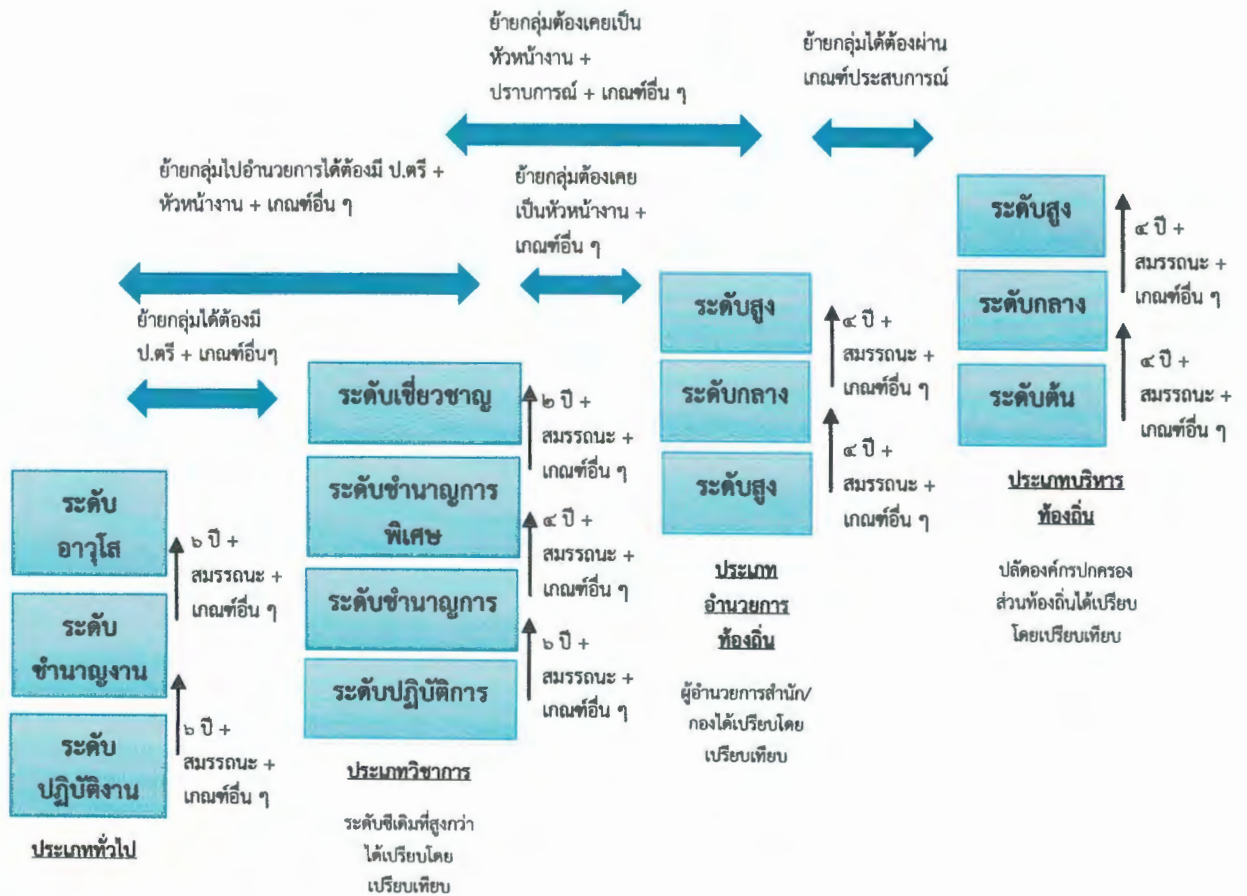 ย้ายกลุ่มต้องเคยเป็น
หัวหน้างาน +
ปราบการณ์ + เกณฑ์อื่น ๆ
ย้ายกลุ่มได้ต้องผ่าน
เกณฑ์ประสบการณ์
ย้ายกลุ่มไปอำนวยการได้ต้องมี ป.ตรี +
หัวหน้างาน + เกณฑ์อื่น ๆ
ย้ายกลุ่มต้องเคย
เป็นหัวหน้างาน +
เกณฑ์อื่น ๆ
ย้ายกลุ่มได้ต้องมี
ป.ตรี + เกณฑ์อื่นๆ
ระดับอาวุโส
ระดับ
อาวุโส
๖ ปี +
สมรรถนะ +
เกณฑ์อื่น ๆ
ระดับ
ชำนาญงาน
๖ ปี +
สมรรถนะ +
เกณฑ์อื่น ๆ
ระดับ
ปฏิบัติงาน
ประเภททั่วไป
ระดับเชี่ยวชาญ
๒ ปี +
สมรรถนะ +
เกณฑ์อื่น ๆ
ระดับชำนาญการ
พิเศษ
๔ ปี +
สมรรถนะ +
เกณฑ์อื่น ๆ
ระดับชำนาญการ
๖ ปี +
สมรรถนะ +
เกณฑ์อื่น ๆ
ระดับปฏิบัติการ
ประเภทวิชาการ
ระดับซีเดิมที่สูงกว่า
ได้เปรียบโดย
เปรียบเทียบ
ระดับสูง
๔ ปี +
สมรรถนะ +
เกณฑ์อื่น ๆ
ระดับกลาง
๔ ปี +
สมรรถนะ +
เกณฑ์อื่น ๆ
ระดับสูง
ประเภท
อำนวยการ
ท้องถิ่น
ผู้อำนวยการสำนัก/
กองได้เปรียบโดย
เปรียบเทียบ
ระดับสูง
๔ ปี +
สมรรถนะ +
เกณฑ์อื่น ๆ
ระดับกลาง
๔ ปี +
สมรรถนะ +
เกณฑ์อื่น ๆ
ระดับต้น
ประเภทบริหาร
ท้องถิ่น
ปลัดองค์กรปกครอง
ส่วนท้องถิ่นได้เปรียบ
โดยเปรียบเทียบ